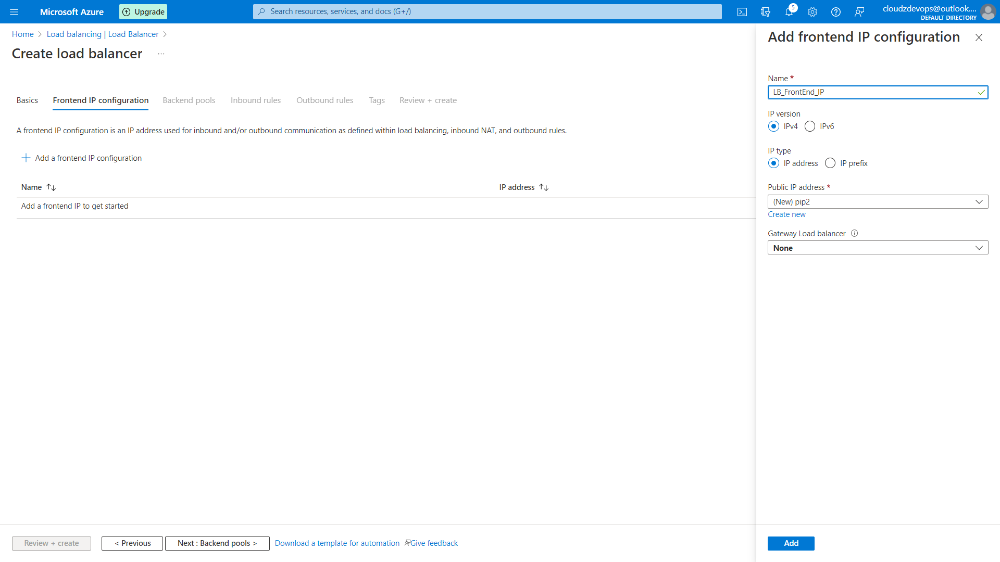 Microsoft Azure
Upgrade
Search resources, services, and docs (G+/)
5
cloudzdevops@outlook....
DEFAULT DIRECTORY
Home > Load balancing | Load Balancer >
Create load balancer ...
Basics Frontend IP configuration Backend pools Inbound rules Outbound rules Tags Review + create
A frontend IP configuration is an IP address used for inbound and/or outbound communication as defined within load balancing, inbound NAT, and outbound rules.
+ Add a frontend IP configuration
Name ↑↓ IP address ↑↓
Add a frontend IP to get started
Review + create
< Previous
Next : Backend pools >
Download a template for automation
Give feedback
Add frontend IP configuration
Name *
LB_FrontEnd_IP
IP version
IPv4 IPv6
IP type
IP address IP prefix
Public IP address *
(New) pip2
Create new
Gateway Load balancer
None
Add